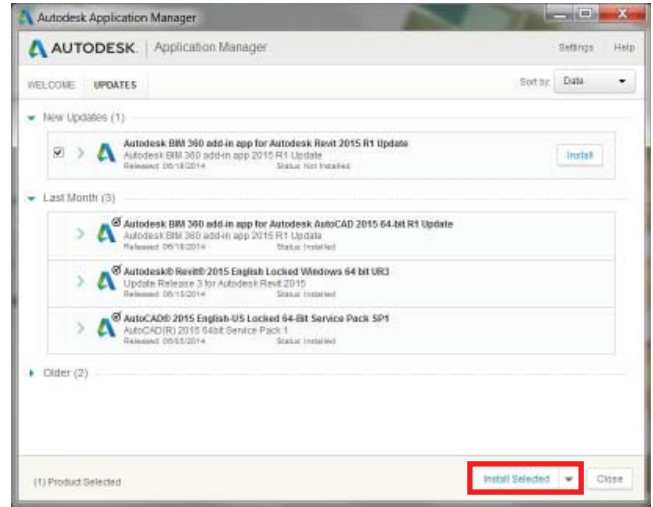 Autodesk Application Manager
AUTODESK. Application Manager Settings Help
WELCOME UPDATES Sort by: Date
New Updates (1)
Autodesk BIM 360 add-in app for Autodesk Revit 2015 R1 Update
Autodesk BIM 360 add-in app 2015 R1 Update
Released: 06/18/2014 Status: Not Installed
Install
Last Month (3)
Autodesk BIM 360 add-in app for Autodesk AutoCAD 2015 64-bit R1 Update
Autodesk BIM 360 add-in app 2015 R1 Update
Released: 06/18/2014 Status: Installed
Autodesk® Revit® 2015 English Locked Windows 64 bit UR3
Update Release 3 for Autodesk Revit 2015
Released: 06/13/2014 Status: Installed
AutoCAD® 2015 English-US Locked 64-Bit Service Pack SP1
AutoCAD(R) 2015 64bit Service Pack 1
Released: 06/05/2014 Status: Installed
Older (2)
(1) Product Selected Install Selected Close